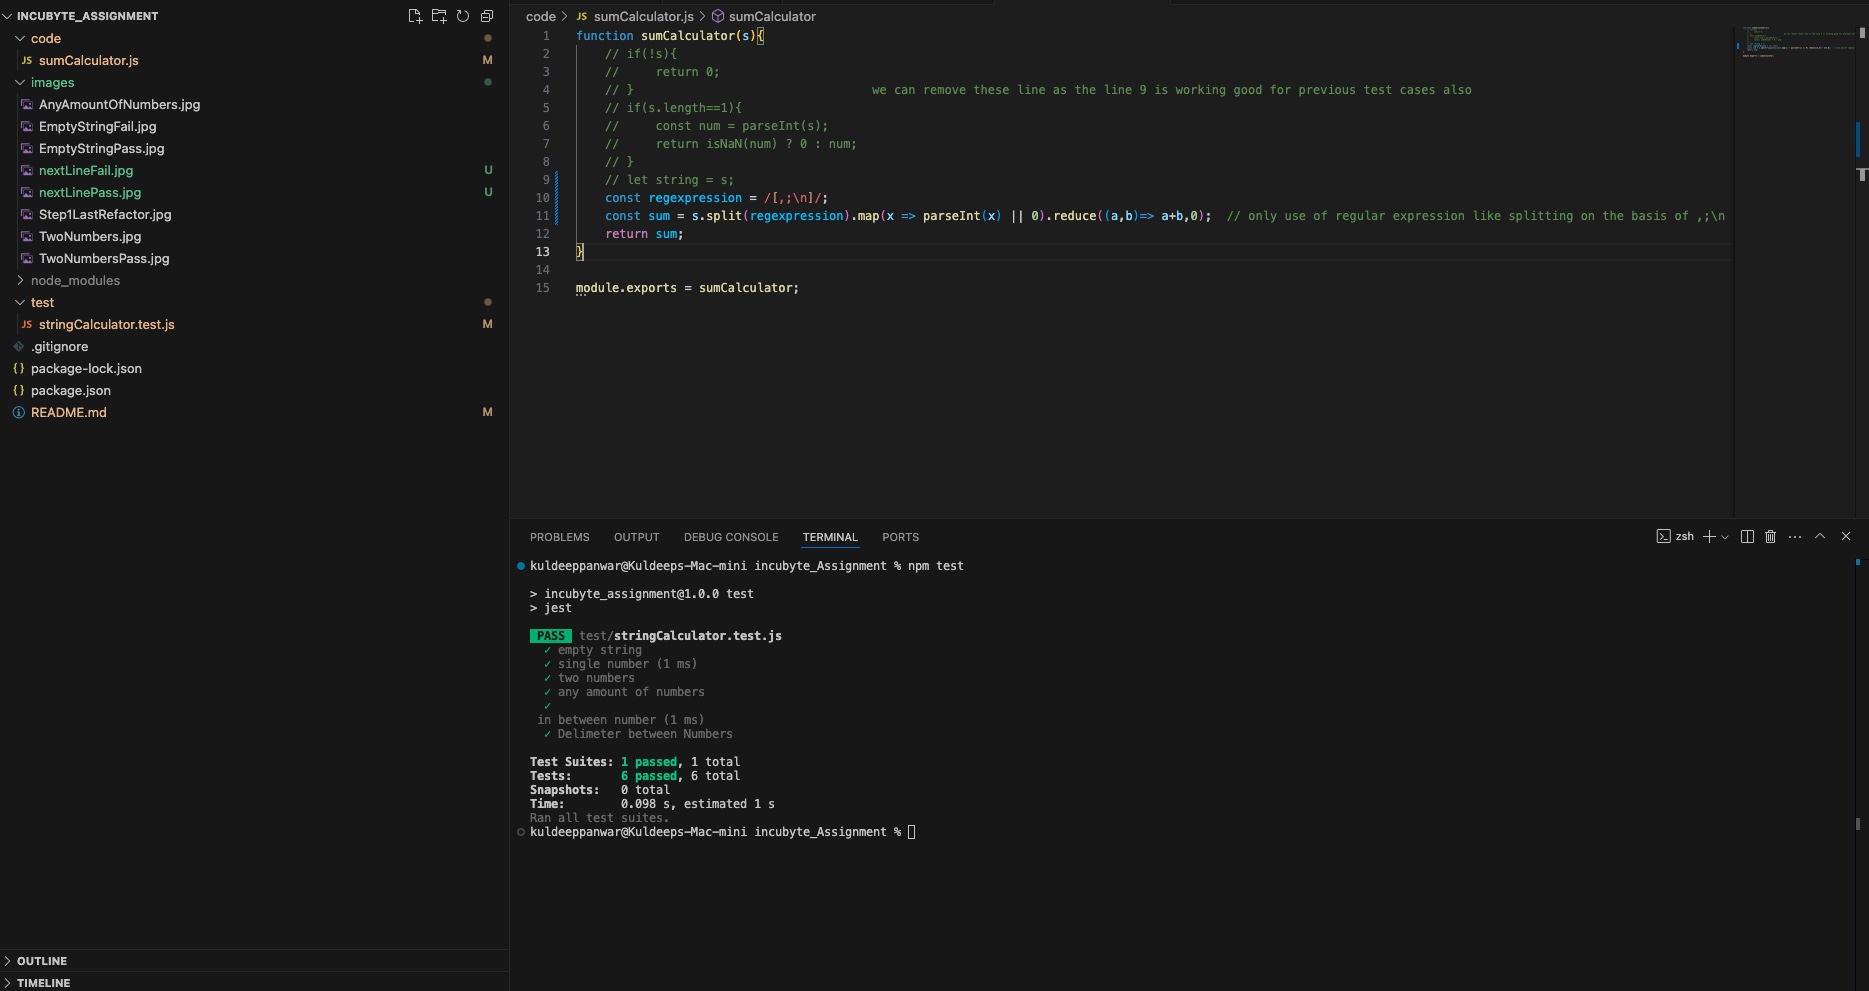 INCUBYTE_ASSIGNMENT
code
JS sumCalculator.js M
images
AnyAmountOfNumbers.jpg
EmptyStringFail.jpg
EmptyStringPass.jpg
nextLineFail.jpg U
nextLinePass.jpg U
Step1LastRefactor.jpg
TwoNumbers.jpg
TwoNumbersPass.jpg
node_modules
test
JS stringCalculator.test.js M
.gitignore
{} package-lock.json
{} package.json
README.md M
OUTLINE
TIMELINE
code > JS sumCalculator.js > sumCalculator
1 function sumCalculator(s){
2 // if(!s){
3 // return 0;
4 // } we can remove these line as the line 9 is working good for previous test cases also
5 // if(s.length==1){
6 // const num = parseInt(s);
7 // return isNaN(num) ? 0 : num;
8 // }
9 // let string = s;
10 const regexpression = /[,;\n]/;
11 const sum = s.split(regexpression).map(x => parseInt(x) || 0).reduce((a,b)=> a+b,0); // only use of regular expression like splitting on the basis of ,;\n
12 return sum;
13 }
14
15 module.exports = sumCalculator;
PROBLEMS OUTPUT DEBUG CONSOLE TERMINAL PORTS zsh
kuldeeppanwar@Kuldeeps-Mac-mini incubyte_Assignment % npm test
> incubyte_assignment@1.0.0 test
> jest
PASS test/stringCalculator.test.js
✓ empty string
✓ single number (1 ms)
✓ two numbers
✓ any amount of numbers
✓
in between number (1 ms)
✓ Delimeter between Numbers
Test Suites: 1 passed, 1 total
Tests: 6 passed, 6 total
Snapshots: 0 total
Time: 0.098 s, estimated 1 s
Ran all test suites.
kuldeeppanwar@Kuldeeps-Mac-mini incubyte_Assignment %